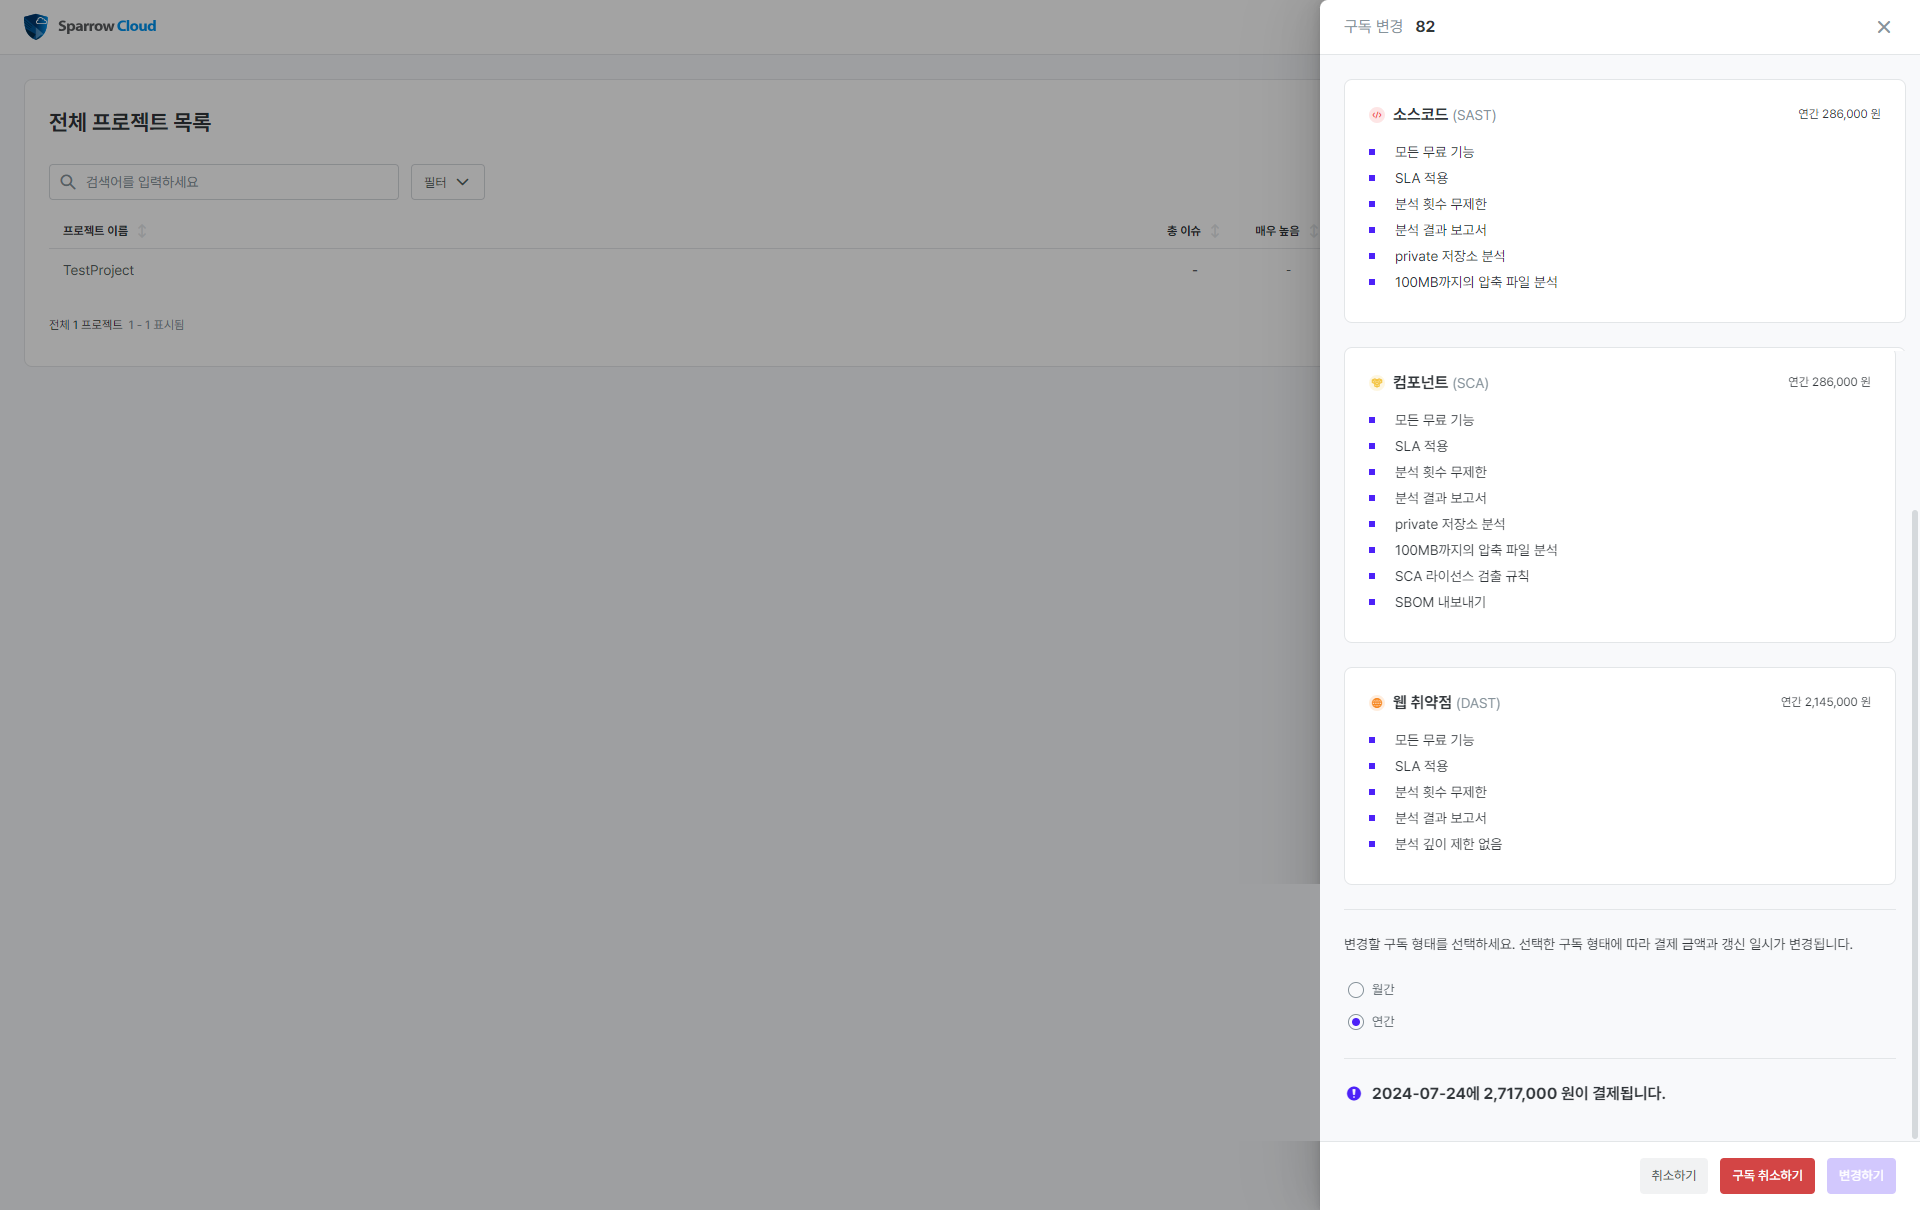 Sparrow Cloud
전체 프로젝트 목록
검색어를 입력하세요
필터
프로젝트 이름 총 이슈 매우 높음
TestProject - -
전체 1 프로젝트 1 - 1 표시됨
구독 변경 82
소스코드 (SAST) 연간 286,000 원
모든 무료 기능
SLA 적용
분석 횟수 무제한
분석 결과 보고서
private 저장소 분석
100MB까지의 압축 파일 분석
컴포넌트 (SCA) 연간 286,000 원
모든 무료 기능
SLA 적용
분석 횟수 무제한
분석 결과 보고서
private 저장소 분석
100MB까지의 압축 파일 분석
SCA 라이선스 검출 규칙
SBOM 내보내기
웹 취약점 (DAST) 연간 2,145,000 원
모든 무료 기능
SLA 적용
분석 횟수 무제한
분석 결과 보고서
분석 깊이 제한 없음
변경할 구독 형태를 선택하세요. 선택한 구독 형태에 따라 결제 금액과 갱신 일시가 변경됩니다.
월간
연간
2024-07-24에 2,717,000 원이 결제됩니다.
취소하기
구독 취소하기
변경하기